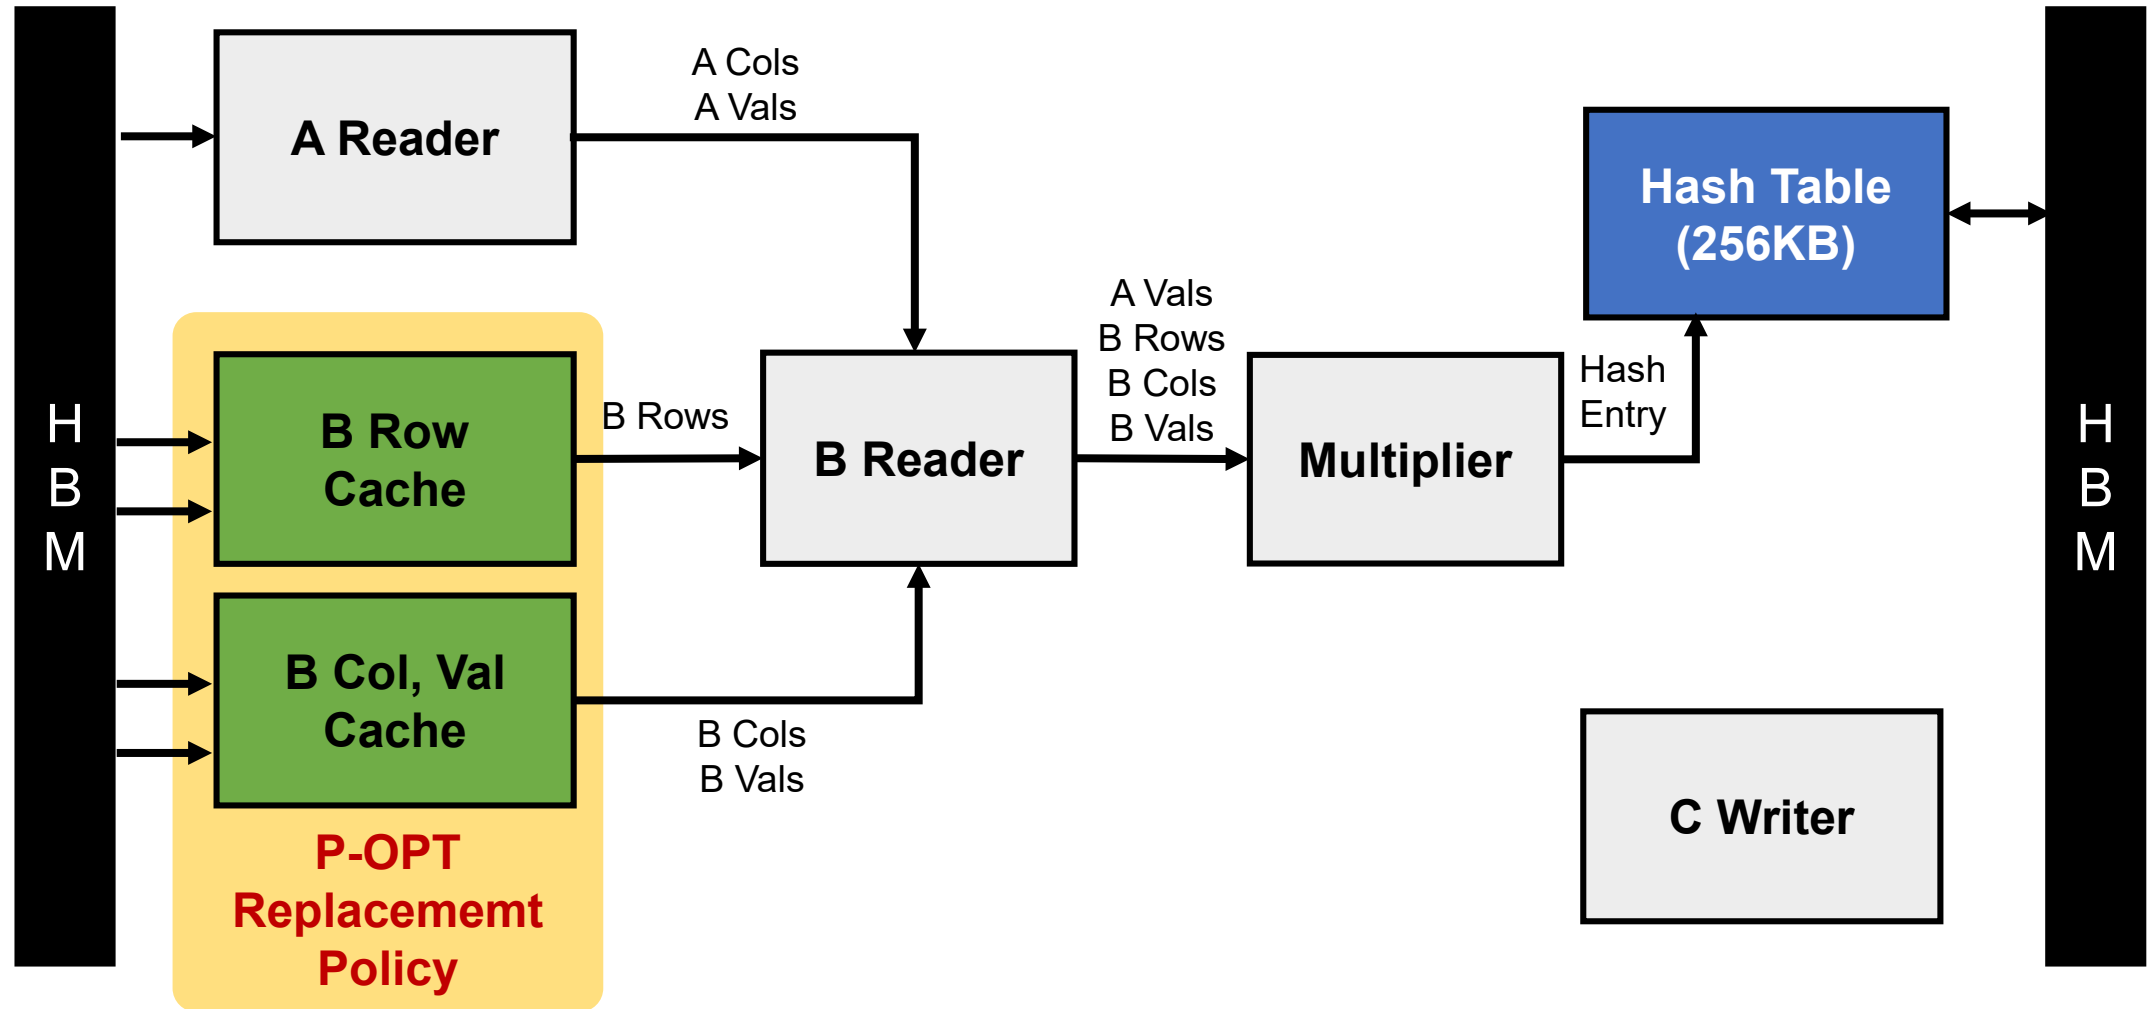 H
B
M
A Reader
A Cols
A Vals
B Row
Cache
B Rows
B Col, Val
Cache
B Cols
B Vals
P-OPT
Replacememt
Policy
B Reader
A Vals
B Rows
B Cols
B Vals
Multiplier
Hash
Entry
Hash Table
(256KB)
C Writer
H
B
M